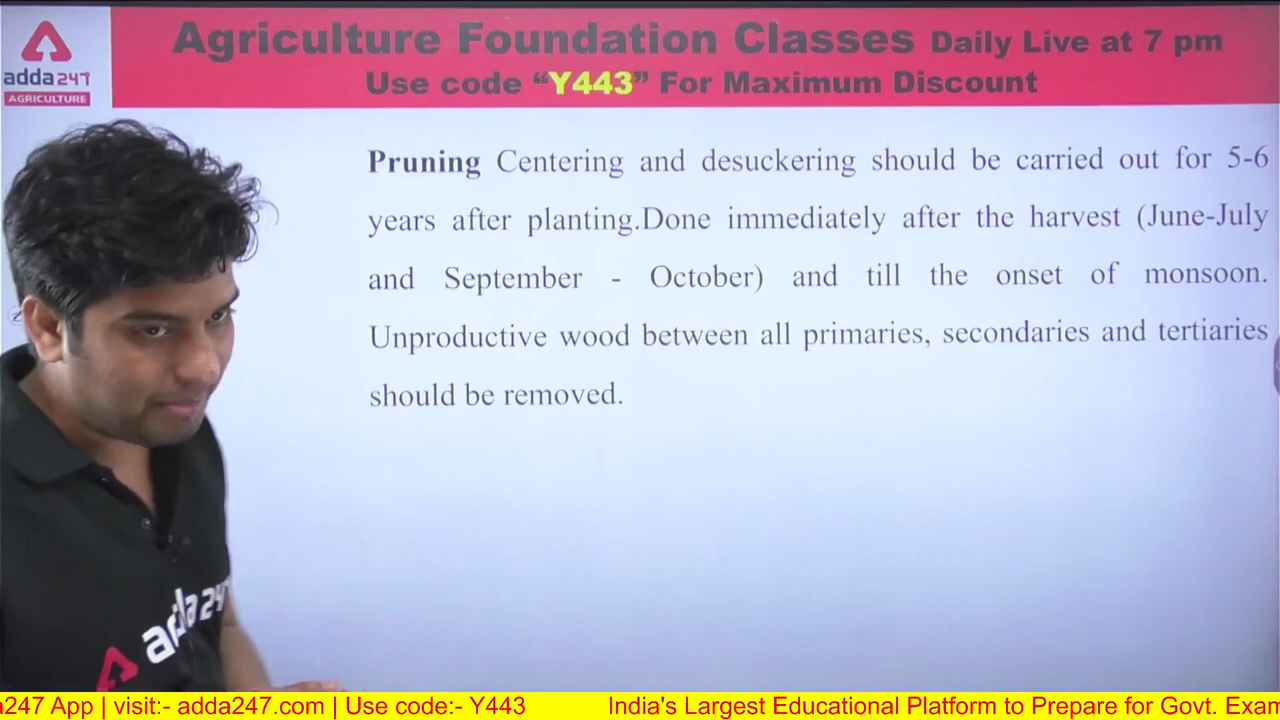 Agriculture Foundation Classes Daily Live at 7 pm
Use code “Y443” For Maximum Discount
adda247
AGRICULTURE
Pruning Centering and desuckering should be carried out for 5-6
years after planting.Done immediately after the harvest (June-July
and September - October) and till the onset of monsoon.
Unproductive wood between all primaries, secondaries and tertiaries
should be removed.
adda247
a247 App | visit:- adda247.com | Use code:- Y443 India's Largest Educational Platform to Prepare for Govt. Exam